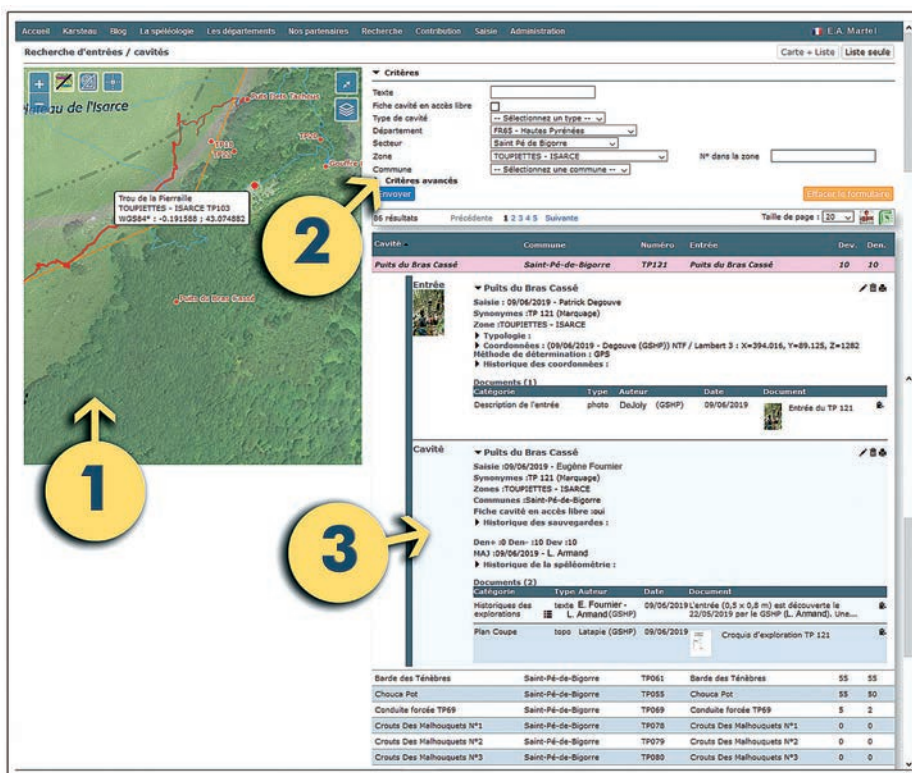 Accueil Karsteau Blog La spéléologie Les départements Nos partenaires Recherche Contribution Saisie Administration E.A. Martel
Recherche d'entrées / cavités Carte + Liste Liste seule
Plateau de l'Isarce
TP18
TP20
TP22
Trou de la Pierraille
TOUPIETTES - ISARCE TP103
WGS84* : -0.191588 ; 43.074882
Puits du Bras Cassé
1
Critères
Texte
Fiche cavité en accès libre
Type de cavité -- Sélectionnez un type --
Département FR65 - Hautes Pyrénées
Secteur Saint Pé de Bigorre
Zone TOUPIETTES - ISARCE N° dans la zone
Commune -- Sélectionnez une commune --
Critères avancés
Envoyer Effacer le formulaire
2
86 résultats Précédente 1 2 3 4 5 Suivante Taille de page : 20
Cavité Commune Numéro Entrée Dev. Den.
Puits du Bras Cassé Saint-Pé-de-Bigorre TP121 Puits du Bras Cassé 10 10
Entrée Puits du Bras Cassé
Saisie : 09/06/2019 - Patrick Degouve
Synonymes :TP 121 (Marquage)
Zone :TOUPIETTES - ISARCE
Typologie :
Coordonnées : (09/06/2019 - Degouve (GSHP)) NTF / Lambert 3 : X=394.016, Y=89.125, Z=1282
Méthode de détermination : GPS
Historique des coordonnées :
Documents (1)
Catégorie Type Auteur Date Document
Description de l'entrée photo DoJoly (GSHP) 09/06/2019 Entrée du TP 121
Cavité Puits du Bras Cassé
Saisie :09/06/2019 - Eugène Fournier
Synonymes :TP 121 (Marquage)
Zones :TOUPIETTES - ISARCE
Communes :Saint-Pé-de-Bigorre
Fiche cavité en accès libre :oui
Historique des sauvegardes :
3
Den+ :0 Den- :10 Dev :10
MAJ :09/06/2019 - L. Armand
Historique de la spéléométrie :
Documents (2)
Catégorie Type Auteur Date Document
Historiques des texte E. Fournier - 09/06/2019 L'entrée (0,5 x 0,8 m) est découverte le
explorations L. Armand (GSHP) 22/05/2019 par le GSHP (L. Armand). Une...
Plan Coupe topo Latapie (GSHP) 09/06/2019 Croquis d'exploration TP 121
Barde des Ténèbres Saint-Pé-de-Bigorre TP061 Barde des Ténèbres 55 55
Chouca Pot Saint-Pé-de-Bigorre TP055 Chouca Pot 55 50
Conduite forcée TP69 Saint-Pé-de-Bigorre TP069 Conduite forcée TP69 5 2
Crouts Des Malhouquets N°1 Saint-Pé-de-Bigorre TP078 Crouts Des Malhouquets N°1 0 0
Crouts Des Malhouquets N°2 Saint-Pé-de-Bigorre TP079 Crouts Des Malhouquets N°2 0 0
Crouts Des Malhouquets N°3 Saint-Pé-de-Bigorre TP080 Crouts Des Malhouquets N°3 0 0